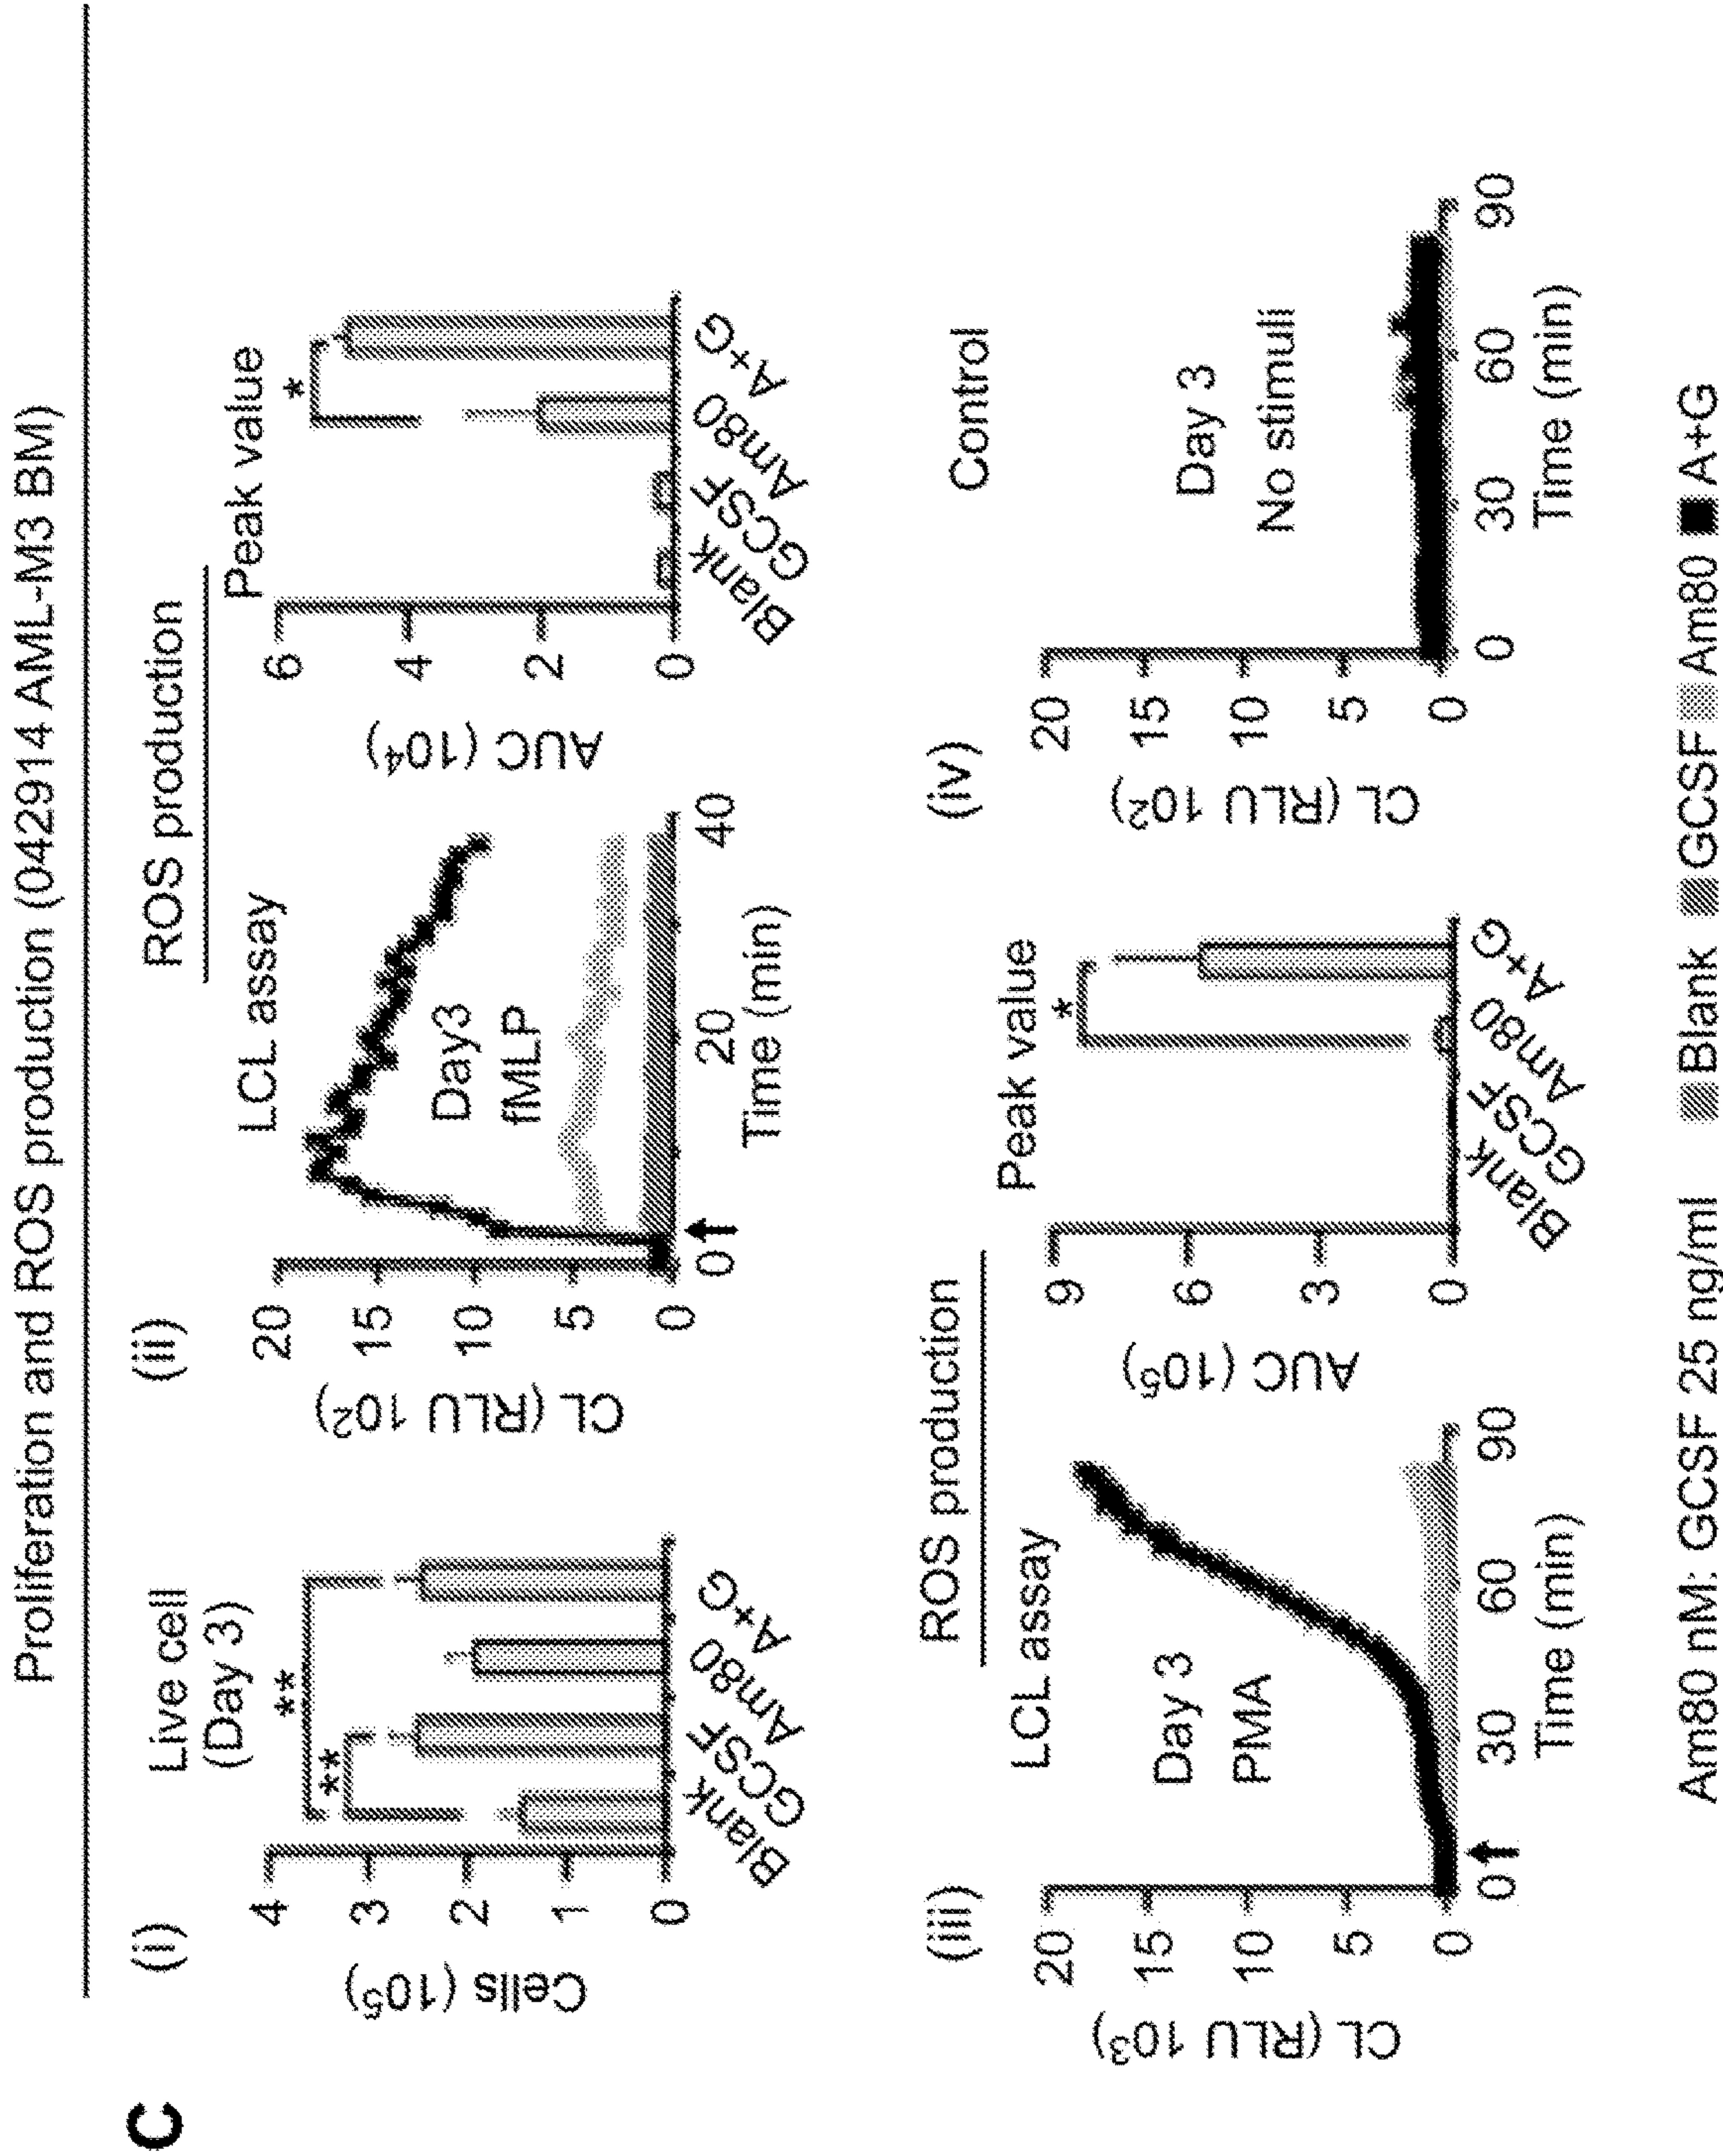 C
Proliferation and ROS production (042914 AML-M3 BM)
(i)
Live cell
(Day 3)
Cells (10⁵)
4
3
2
1
0
**
**
Blank
GCSF
Am80
A+G
(ii)
ROS production
LCL assay
CL (RLU 10²)
20
15
10
5
0
Day3
fMLP
0
20
40
Time (min)
Peak value
AUC (10⁴)
6
4
2
0
*
Blank
GCSF
Am80
A+G
(iii)
ROS production
LCL assay
CL (RLU 10³)
20
15
10
5
0
Day 3
PMA
0
30
60
90
Time (min)
Peak value
AUC (10⁵)
9
6
3
0
*
Blank
GCSF
Am80
A+G
(iv)
Control
CL (RLU 10²)
20
15
10
5
0
Day 3
No stimuli
0
30
60
90
Time (min)
Am80 nM: GCSF 25 ng/ml Blank GCSF Am80 A+G